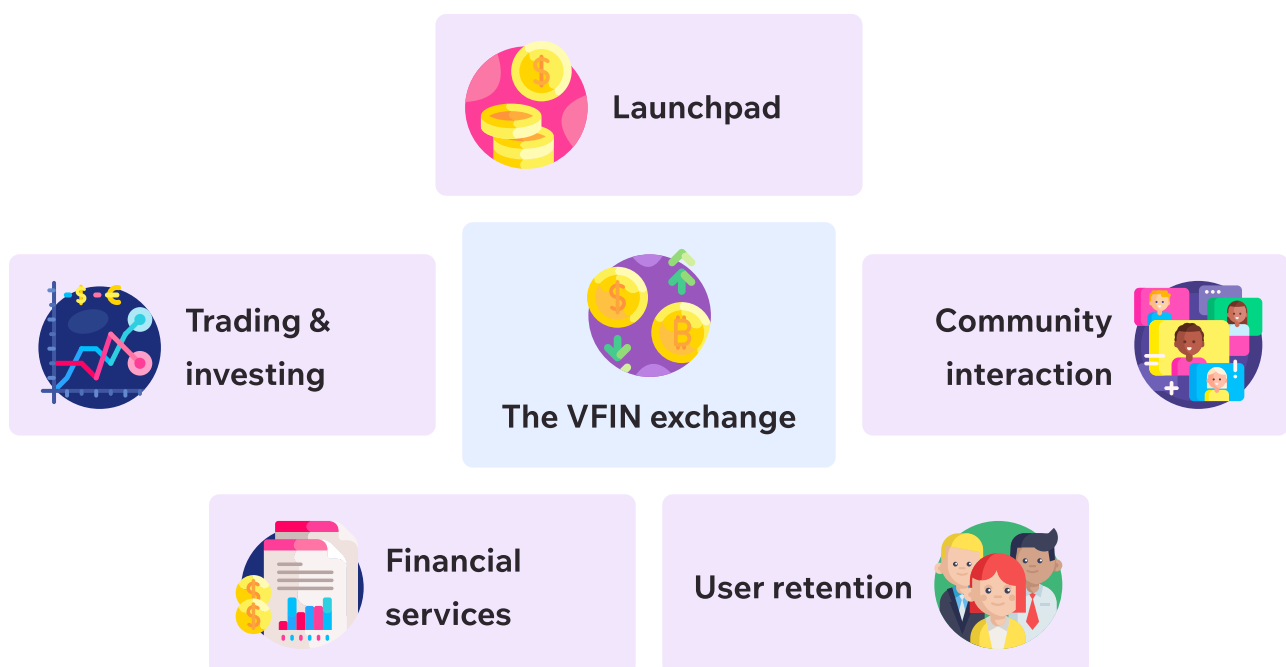 Launchpad
Trading &
investing
The VFIN exchange
Community
interaction
Financial
services
User retention